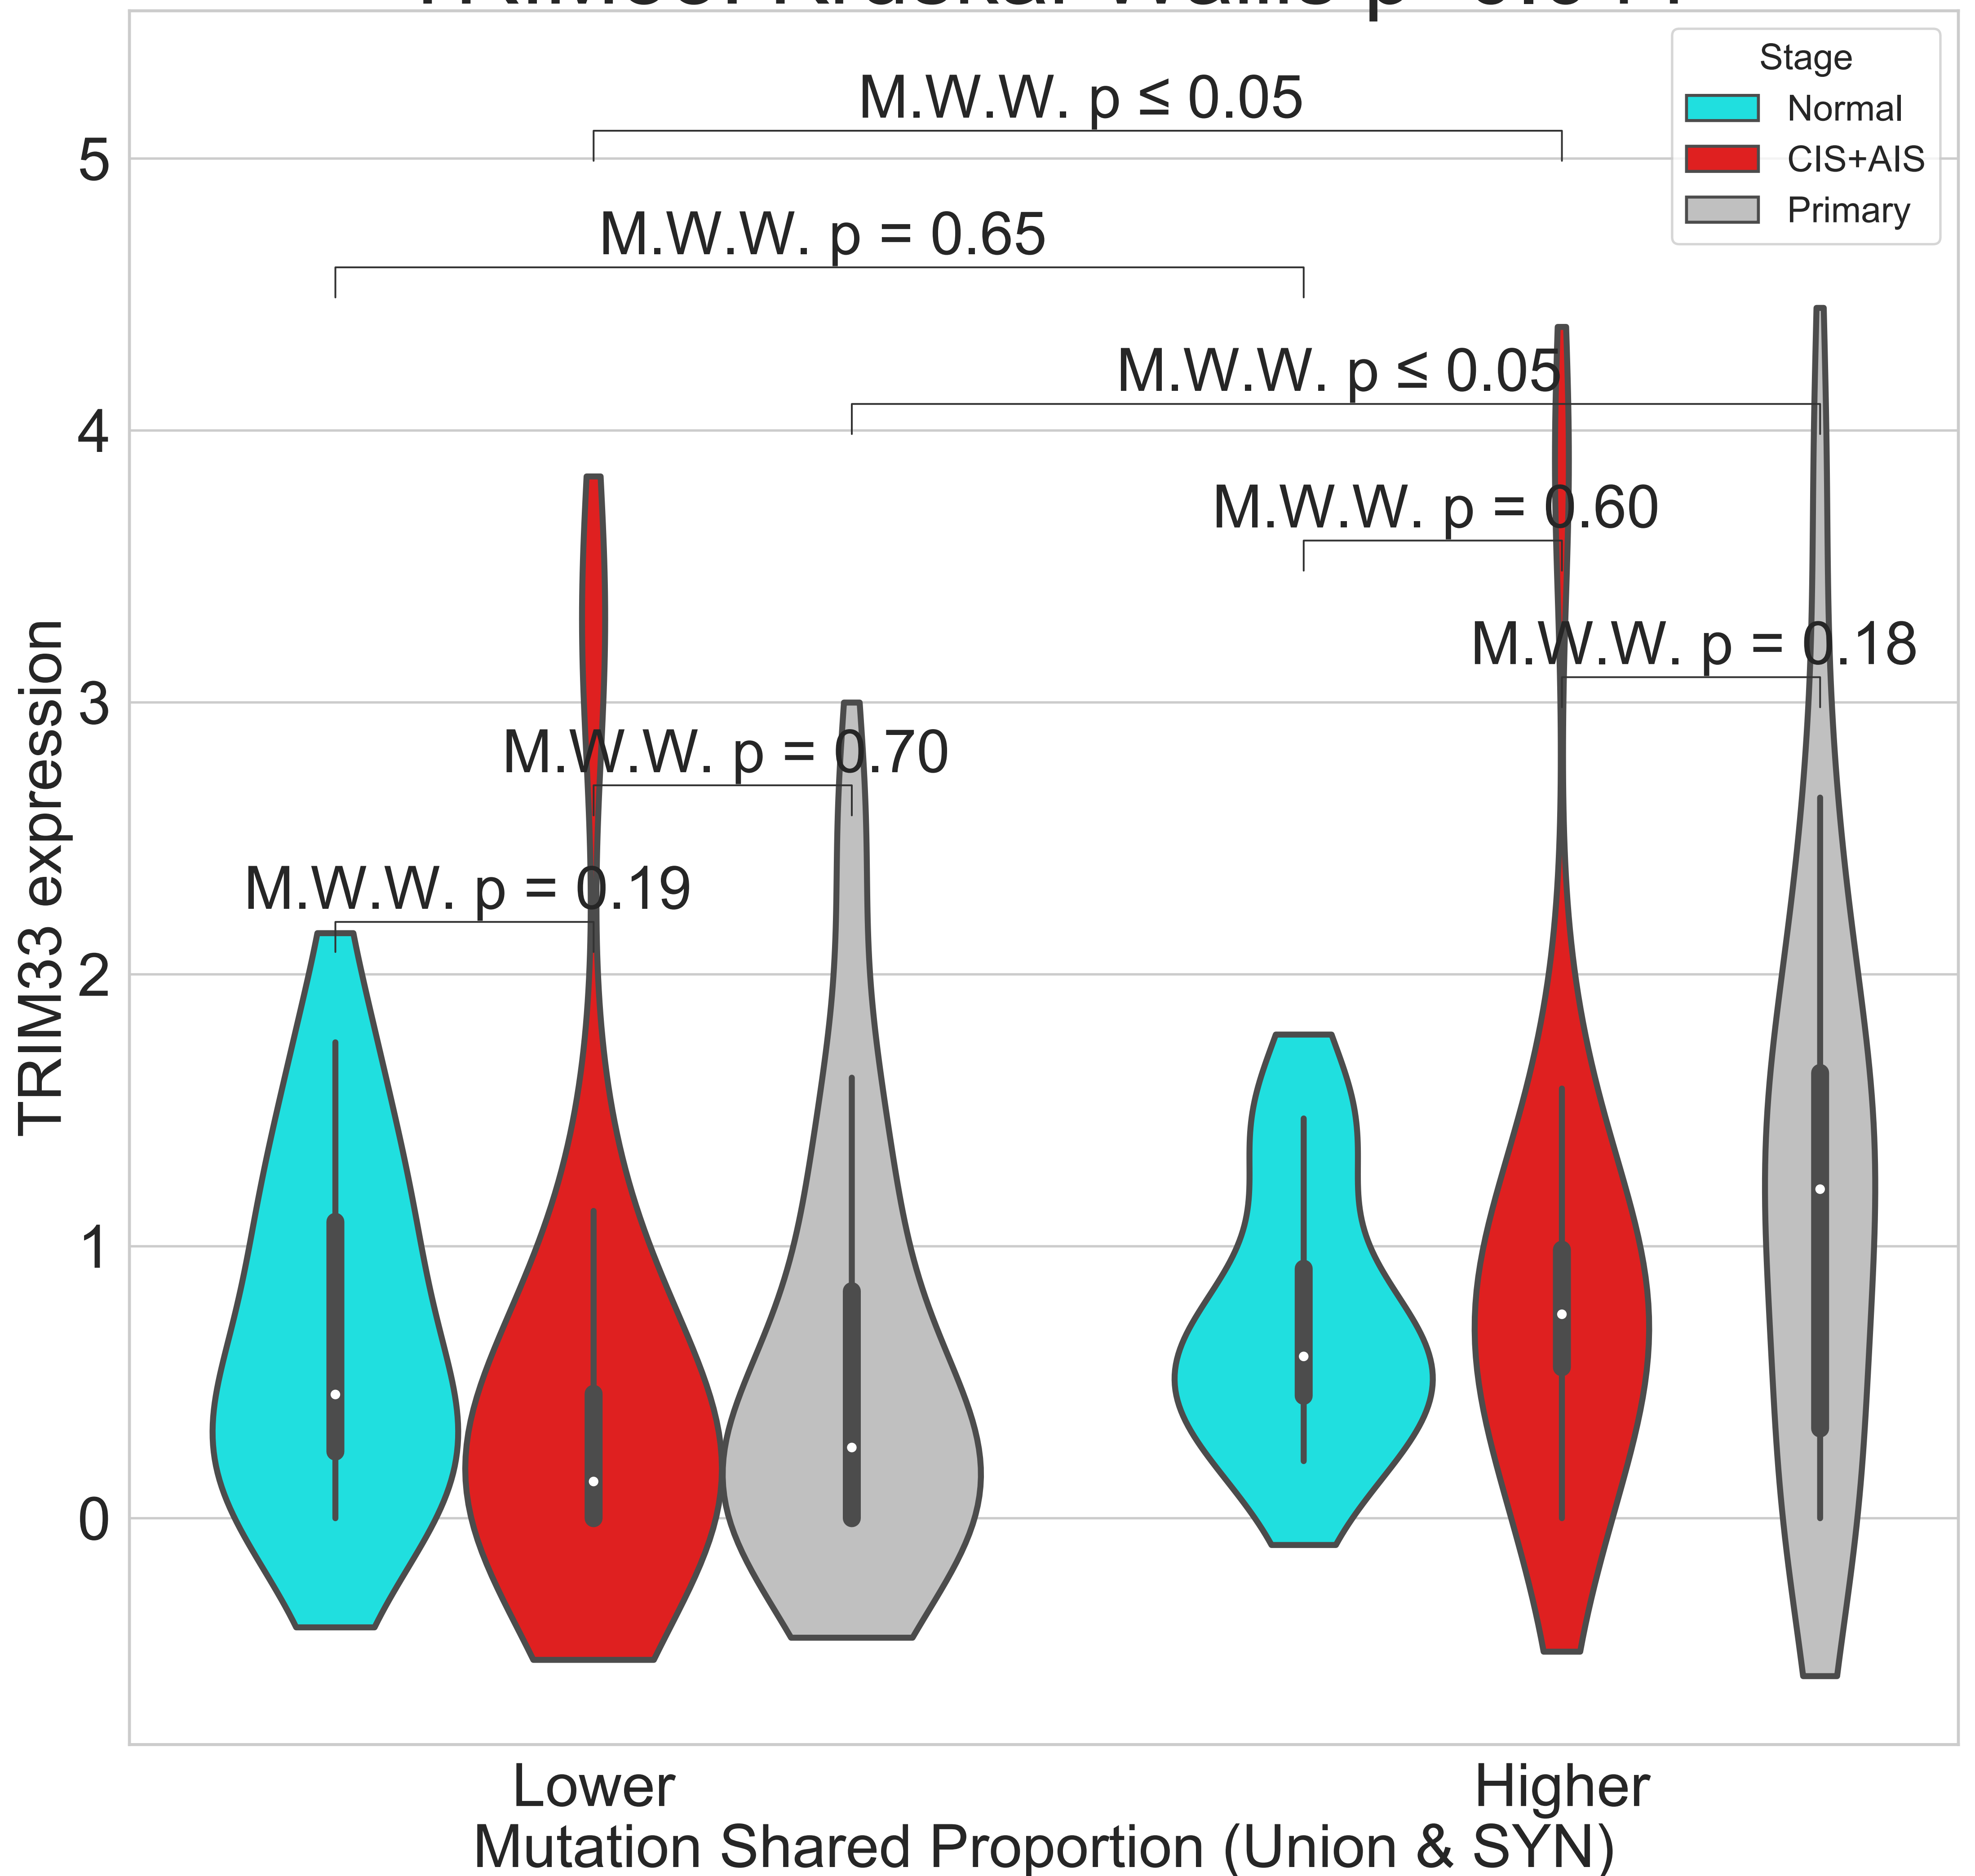 Stage
Normal
CIS+AIS
Primary
M.W.W. p ≤ 0.05
M.W.W. p = 0.65
M.W.W. p ≤ 0.05
M.W.W. p = 0.60
M.W.W. p = 0.18
M.W.W. p = 0.70
M.W.W. p = 0.19
5
4
3
2
1
0
TRIM33 expression
Lower
Higher
Mutation Shared Proportion (Union & SYN)